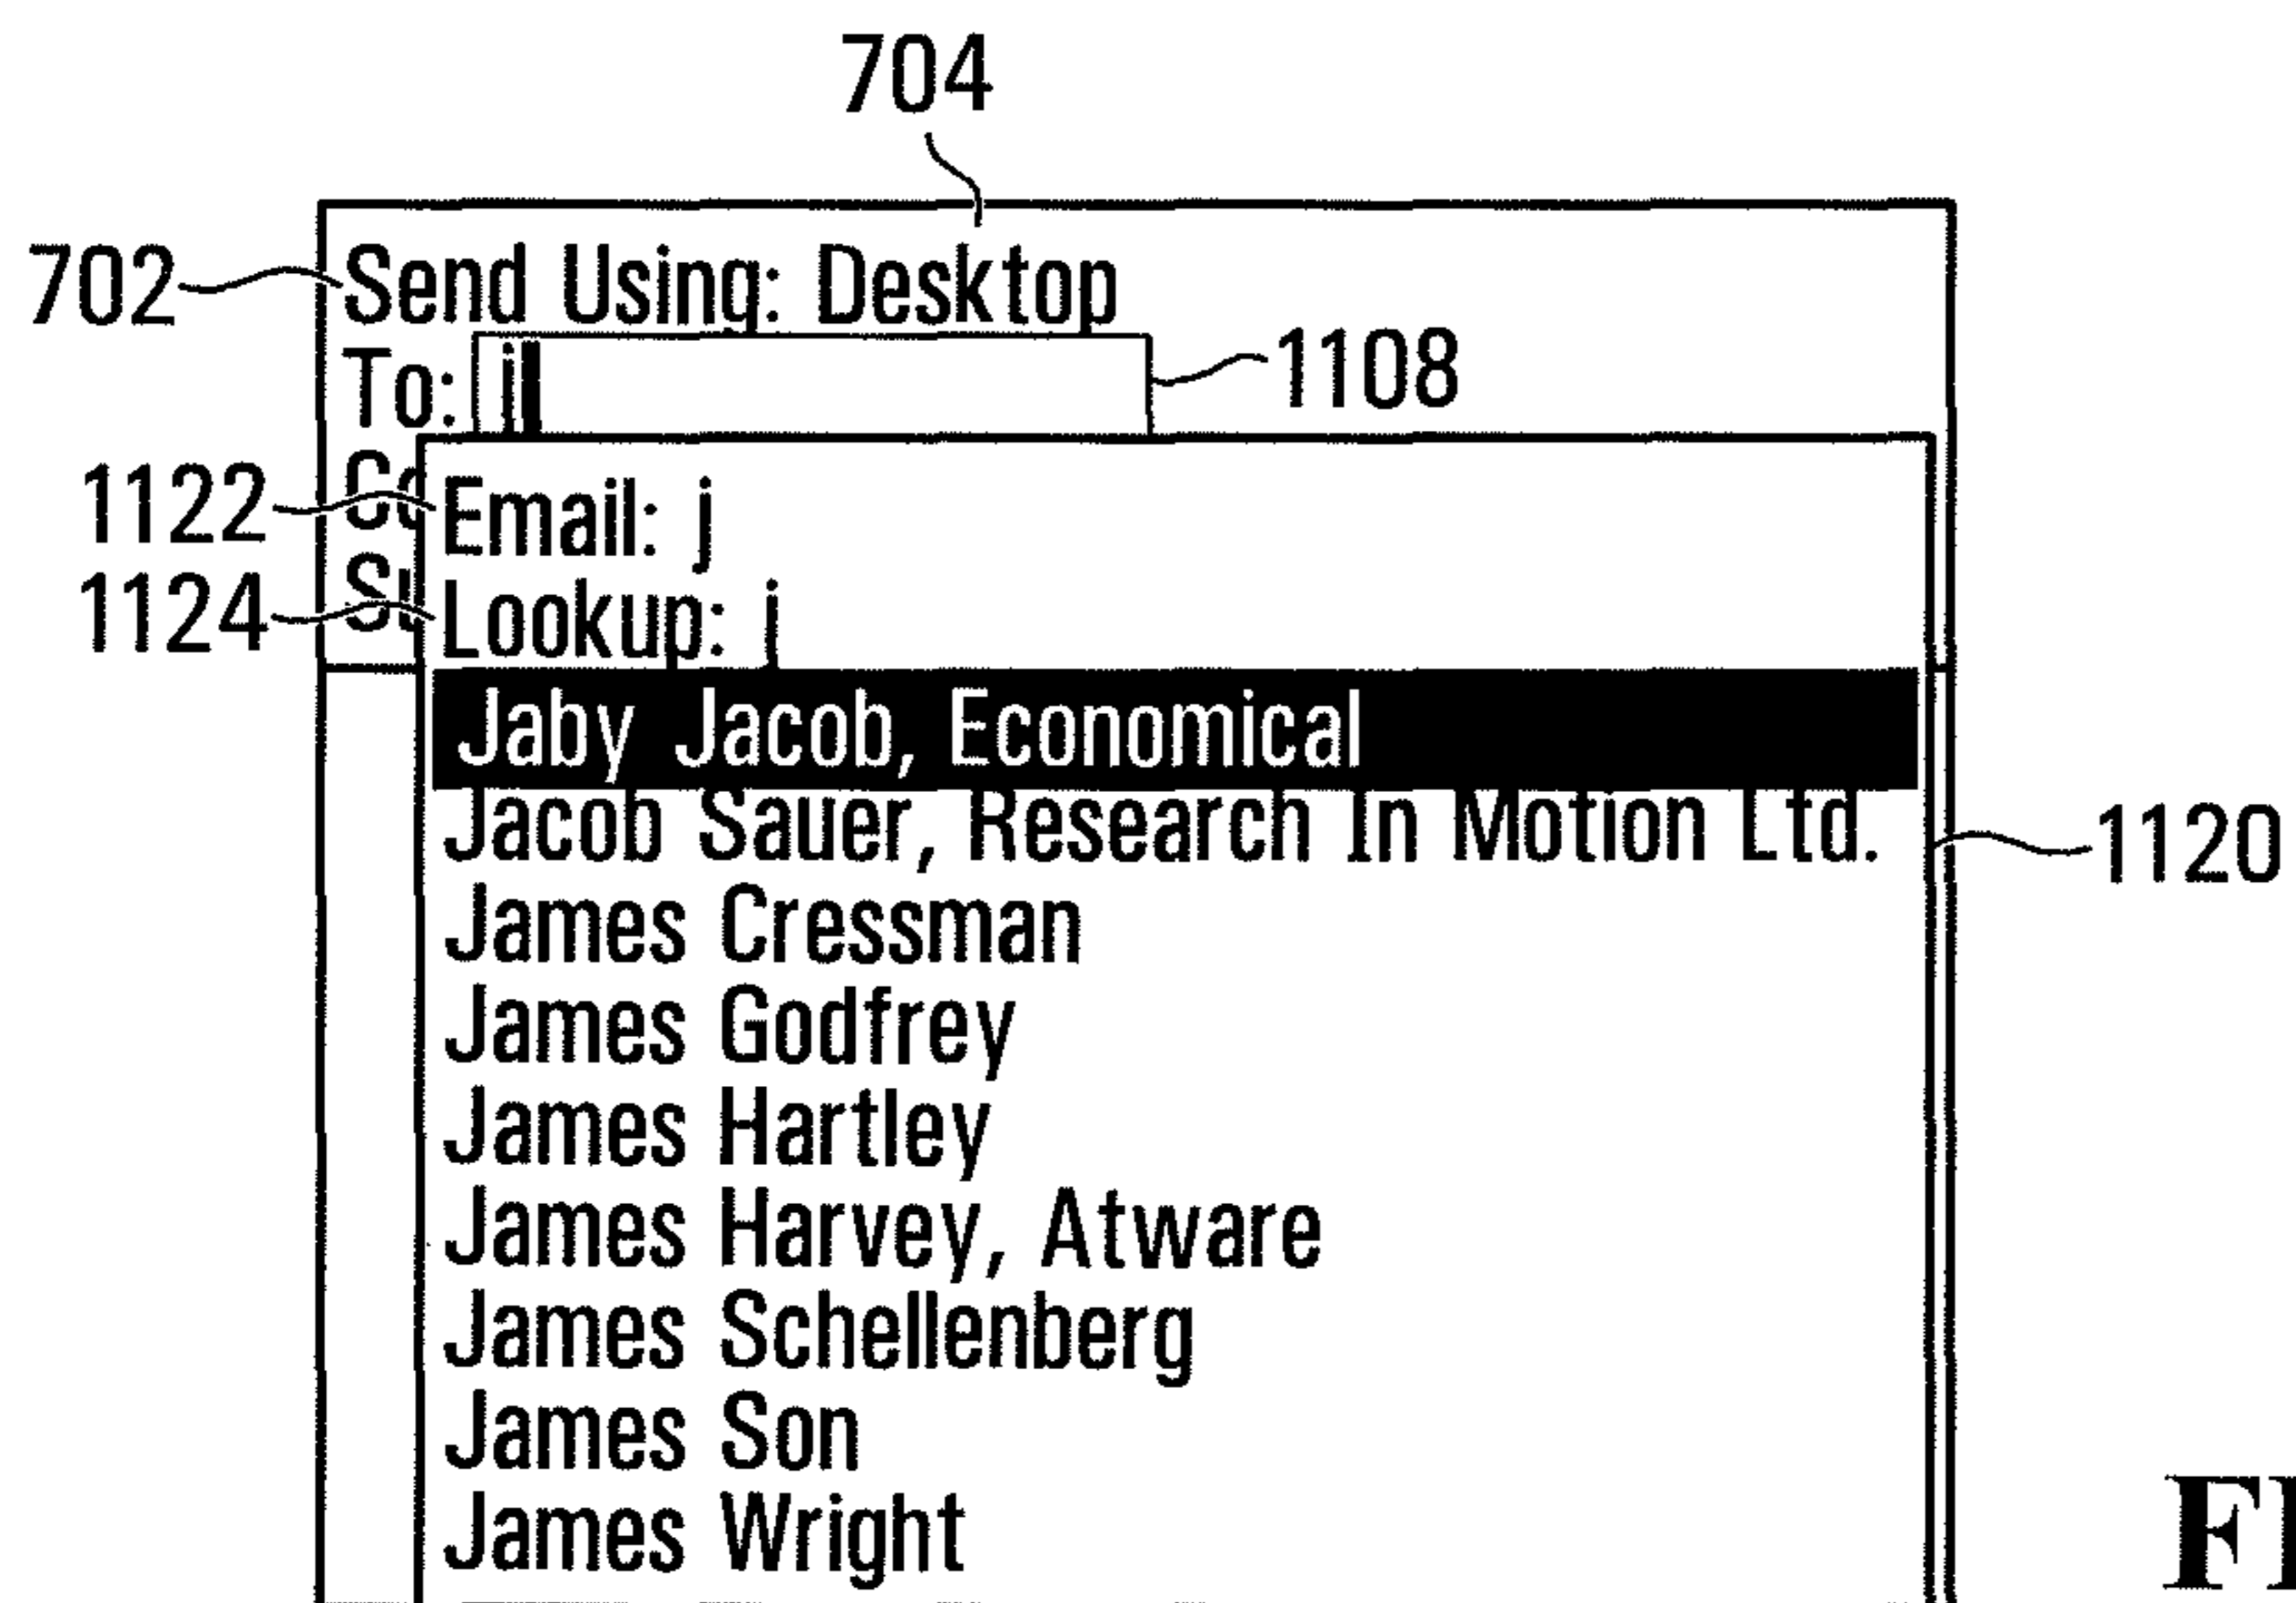 704
702 Send Using: Desktop
To: j 1108
1122 Email: j
1124 Lookup: j
Jaby Jacob, Economical
Jacob Sauer, Research In Motion Ltd.
1120
James Cressman
James Godfrey
James Hartley
James Harvey, Atware
James Schellenberg
James Son
James Wright